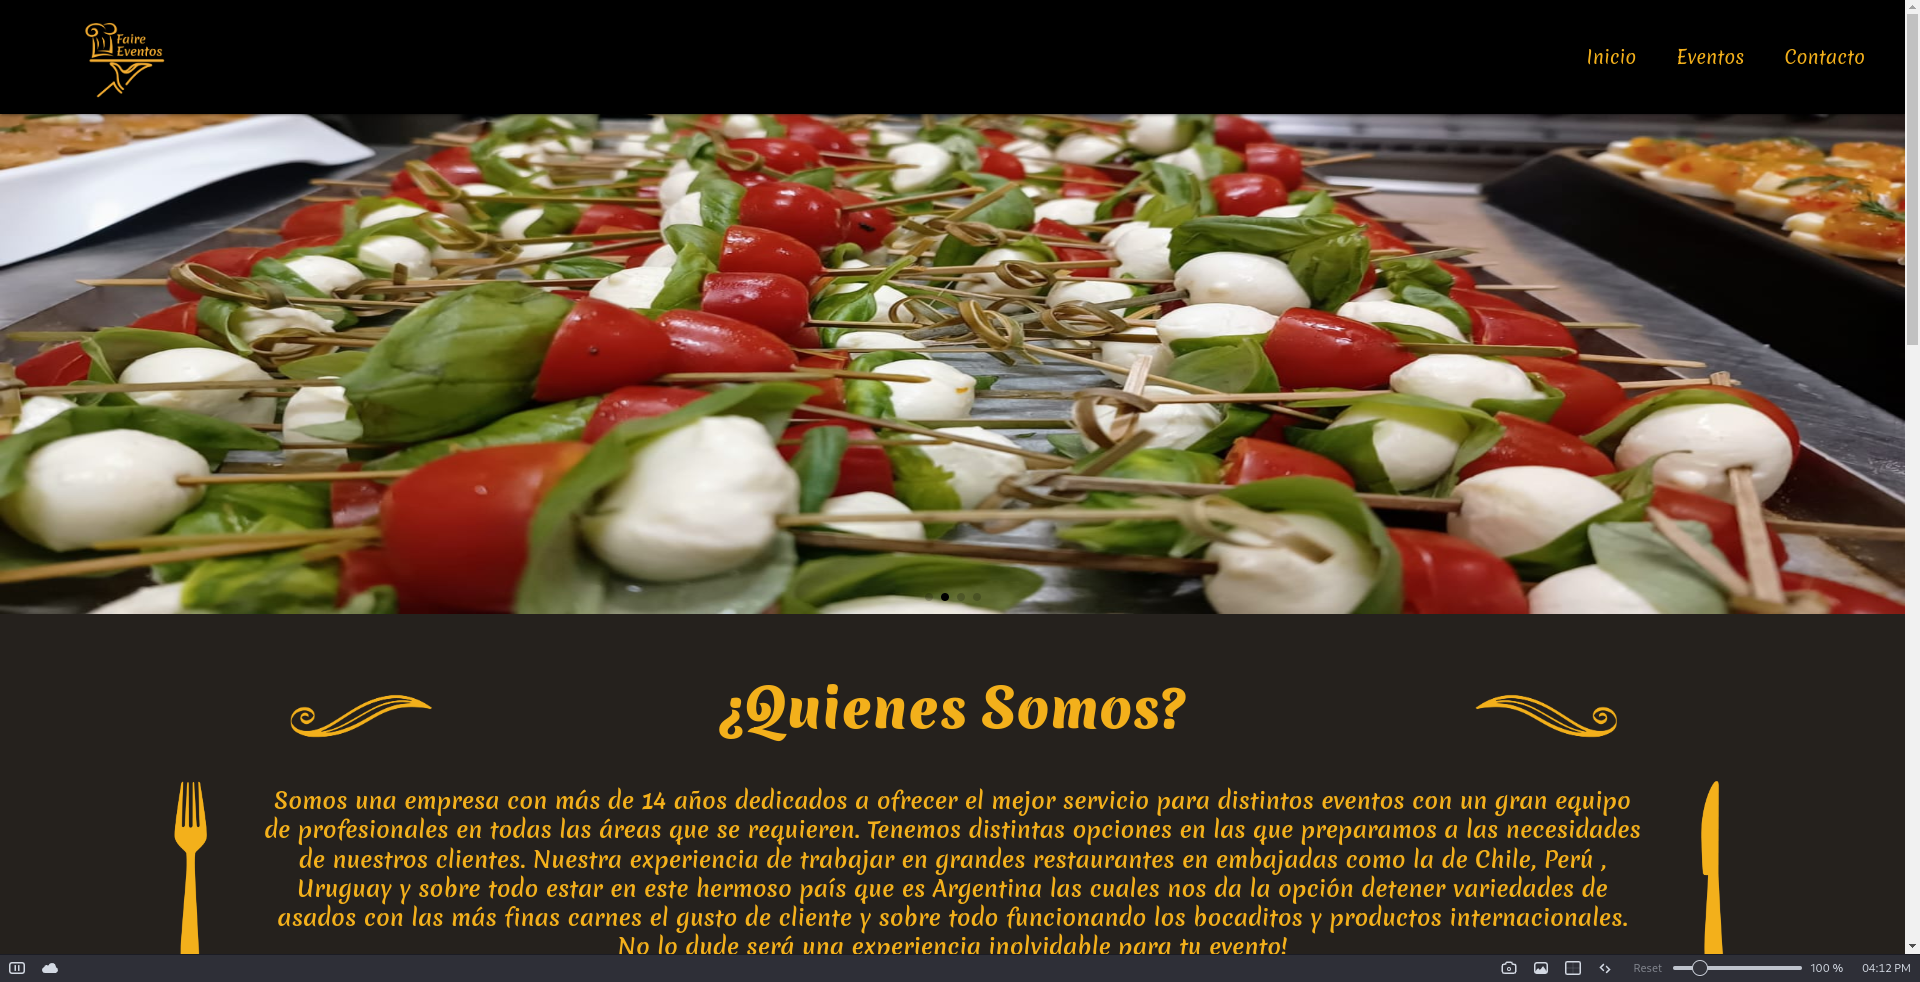 Faire
Eventos
Inicio
Eventos
Contacto
¿Quienes Somos?
Somos una empresa con más de 14 años dedicados a ofrecer el mejor servicio para distintos eventos con un gran equipo
de profesionales en todas las áreas que se requieren. Tenemos distintas opciones en las que preparamos a las necesidades
de nuestros clientes. Nuestra experiencia de trabajar en grandes restaurantes en embajadas como la de Chile, Perú ,
Uruguay y sobre todo estar en este hermoso país que es Argentina las cuales nos da la opción detener variedades de
asados con las más finas carnes el gusto de cliente y sobre todo funcionando los bocaditos y productos internacionales.
No lo dude será una experiencia inolvidable para tu evento!
Reset
100 %
04:12 PM